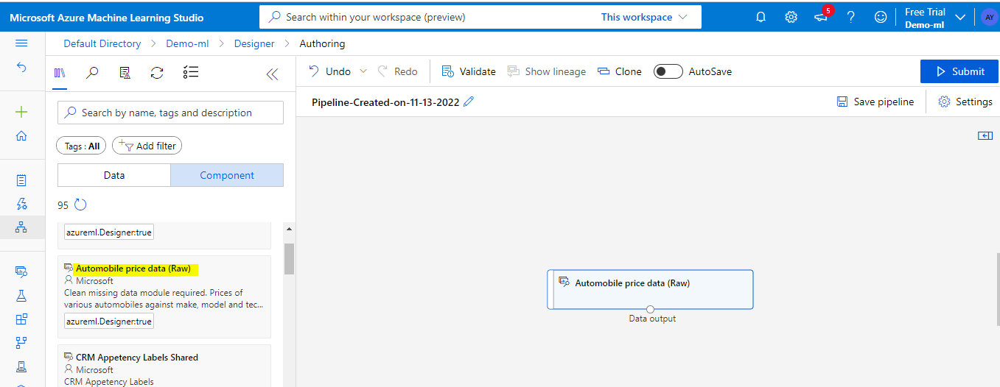 Microsoft Azure Machine Learning Studio
Search within your workspace (preview)
This workspace
5
Free Trial
Demo-ml
AY
Default Directory > Demo-ml > Designer > Authoring
Undo
Redo
Validate
Show lineage
Clone
AutoSave
Submit
Search by name, tags and description
Tags : All
Add filter
Data
Component
95
azureml.Designer:true
Automobile price data (Raw)
Microsoft
Clean missing data module required. Prices of
various automobiles against make, model and tec...
azureml.Designer:true
CRM Appetency Labels Shared
Microsoft
CRM Appetency Labels
Pipeline-Created-on-11-13-2022
Save pipeline
Settings
Automobile price data (Raw)
Data output